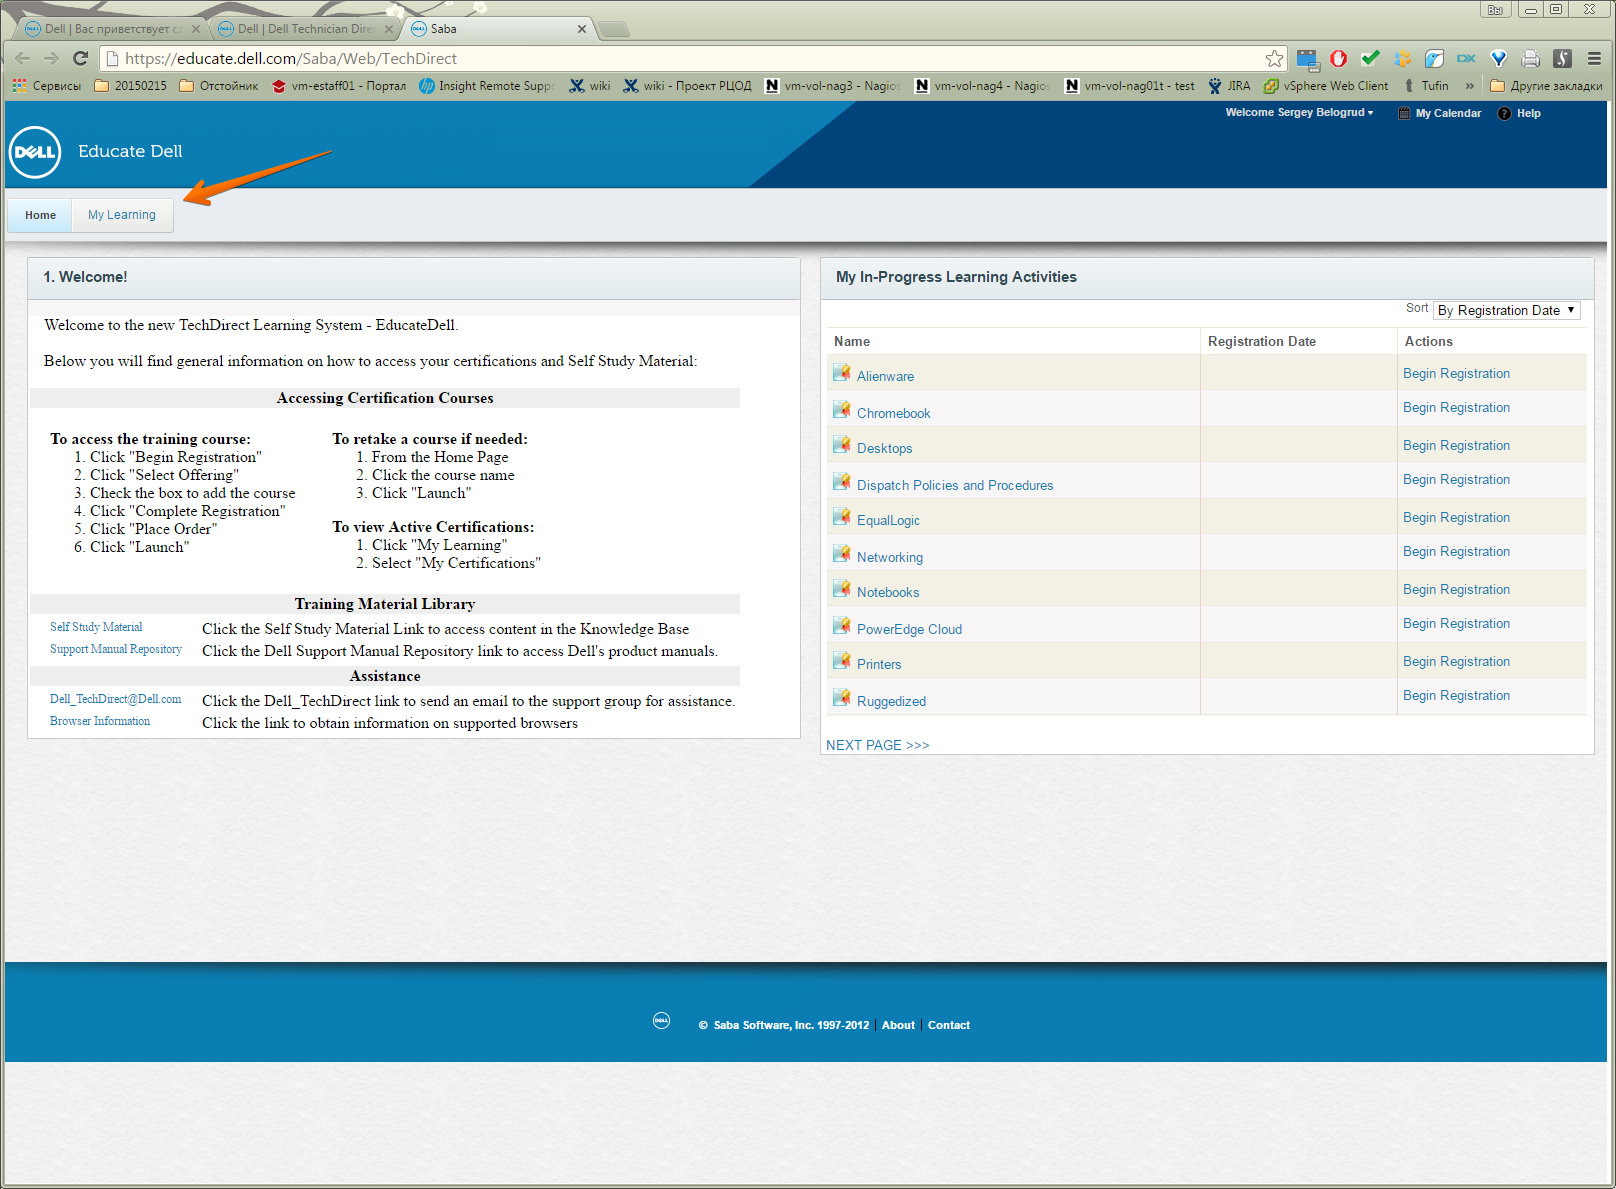 Вы
Dell | Вас приветствует с
Dell | Dell Technician Dire
DELL Saba
https://educate.dell.com/Saba/Web/TechDirect
DX
Сервисы 20150215 Отстойник vm-estaff01 - Портал hp Insight Remote Supp wiki wiki - Проект РЦОД N vm-vol-nag3 - Nagios N vm-vol-nag4 - Nagios N vm-vol-nag01t - test JIRA vSphere Web Client Tufin » Другие закладки
Welcome Sergey Belogrud My Calendar ? Help
DELL Educate Dell
Home My Learning
1. Welcome!
Welcome to the new TechDirect Learning System - EducateDell.
Below you will find general information on how to access your certifications and Self Study Material:
Accessing Certification Courses
To access the training course:
1. Click "Begin Registration"
2. Click "Select Offering"
3. Check the box to add the course
4. Click "Complete Registration"
5. Click "Place Order"
6. Click "Launch"
To retake a course if needed:
1. From the Home Page
2. Click the course name
3. Click "Launch"
To view Active Certifications:
1. Click "My Learning"
2. Select "My Certifications"
Training Material Library
Self Study Material Click the Self Study Material Link to access content in the Knowledge Base
Support Manual Repository Click the Dell Support Manual Repository link to access Dell's product manuals.
Assistance
Dell_TechDirect@Dell.com Click the Dell_TechDirect link to send an email to the support group for assistance.
Browser Information Click the link to obtain information on supported browsers
My In-Progress Learning Activities
Sort By Registration Date
Name Registration Date Actions
Alienware Begin Registration
Chromebook Begin Registration
Desktops Begin Registration
Dispatch Policies and Procedures Begin Registration
EqualLogic Begin Registration
Networking Begin Registration
Notebooks Begin Registration
PowerEdge Cloud Begin Registration
Printers Begin Registration
Ruggedized Begin Registration
NEXT PAGE >>>
DELL © Saba Software, Inc. 1997-2012 | About | Contact